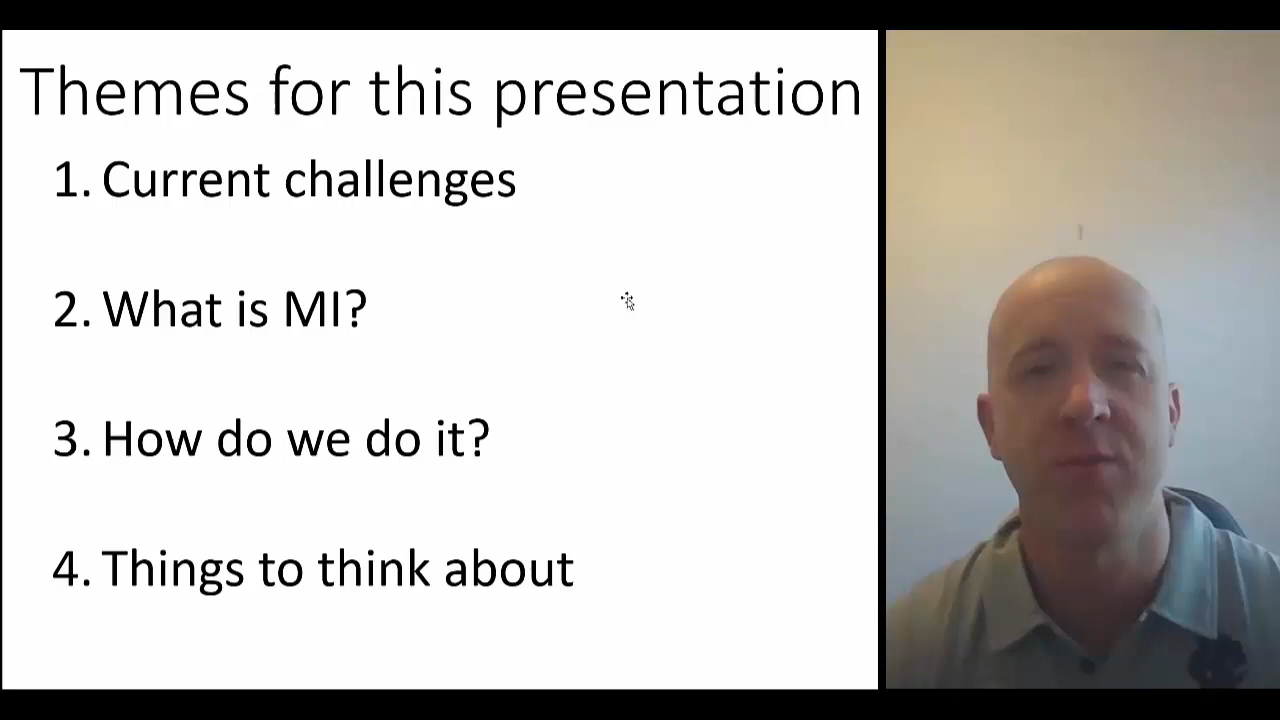 Themes for this presentation
1. Current challenges
2. What is MI?
3. How do we do it?
4. Things to think about